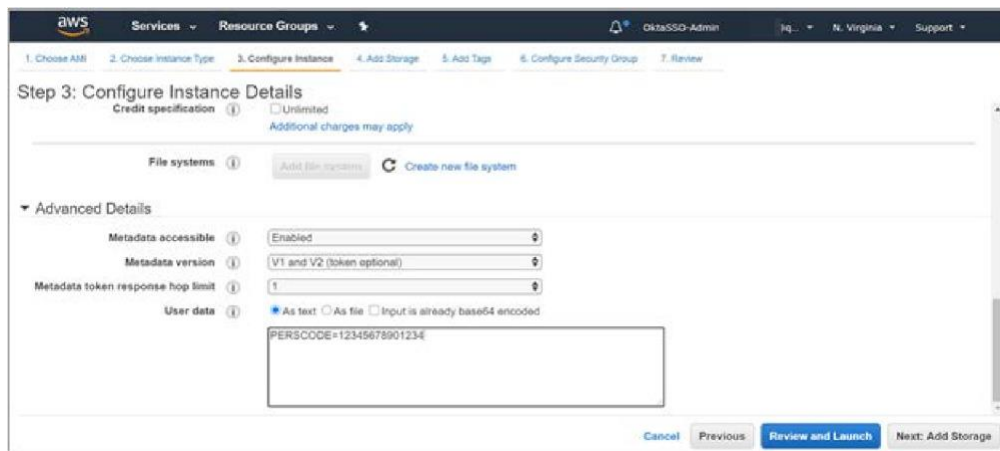 aws Services Resource Groups OktaSSO-Admin N. Virginia Support
1. Choose AMI 2. Choose Instance Type 3. Configure Instance 4. Add Storage 5. Add Tags 6. Configure Security Group 7. Review
Step 3: Configure Instance Details
Credit specification Unlimited
Additional charges may apply
File systems Add file system Create new file system
Advanced Details
Metadata accessible Enabled
Metadata version V1 and V2 (token optional)
Metadata token response hop limit 1
User data As text As file Input is already base64 encoded
PERSCODE=12345678901234
Cancel Previous Review and Launch Next: Add Storage